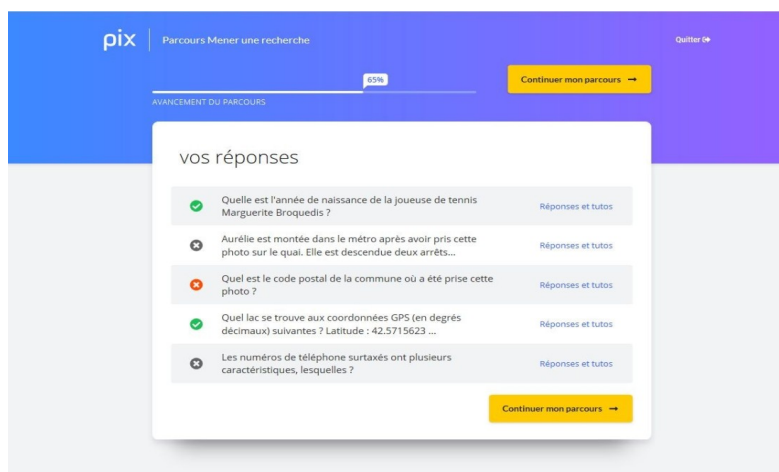 pix
Parcours Mener une recherche
Quitter
65%
Continuer mon parcours →
AVANCEMENT DU PARCOURS
vos réponses
Quelle est l'année de naissance de la joueuse de tennis
Marguerite Broquedis ?
Réponses et tutos
Aurélie est montée dans le métro après avoir pris cette
photo sur le quai. Elle est descendue deux arrêts...
Réponses et tutos
Quel est le code postal de la commune où a été prise cette
photo ?
Réponses et tutos
Quel lac se trouve aux coordonnées GPS (en degrés
décimaux) suivantes ? Latitude : 42.5715623 ...
Réponses et tutos
Les numéros de téléphone surtaxés ont plusieurs
caractéristiques, lesquelles ?
Réponses et tutos
Continuer mon parcours →